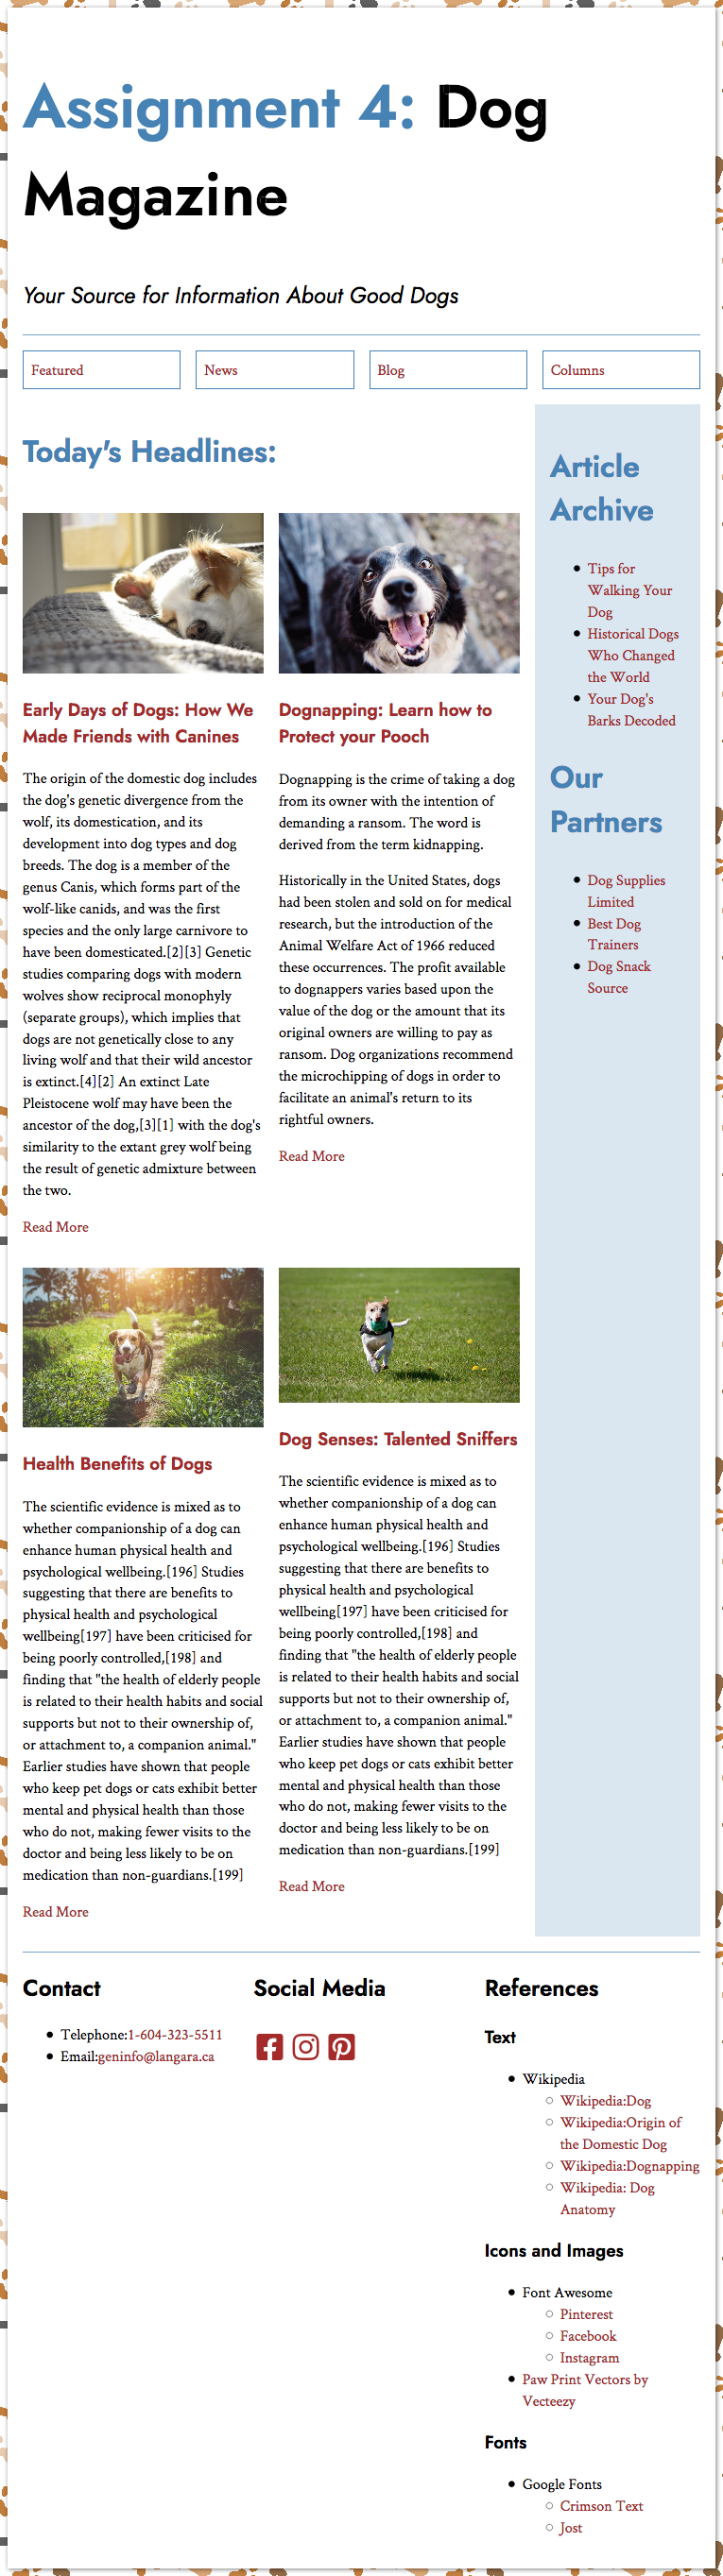 Assignment 4: Dog
Magazine
Your Source for Information About Good Dogs
Featured
News
Blog
Columns
Today's Headlines:
Early Days of Dogs: How We
Made Friends with Canines
The origin of the domestic dog includes
the dog's genetic divergence from the
wolf, its domestication, and its
development into dog types and dog
breeds. The dog is a member of the
genus Canis, which forms part of the
wolf-like canids, and was the first
species and the only large carnivore to
have been domesticated.[2][3] Genetic
studies comparing dogs with modern
wolves show reciprocal monophyly
(separate groups), which implies that
dogs are not genetically close to any
living wolf and that their wild ancestor
is extinct.[4][2] An extinct Late
Pleistocene wolf may have been the
ancestor of the dog,[3][1] with the dog's
similarity to the extant grey wolf being
the result of genetic admixture between
the two.
Read More
Dognapping: Learn how to
Protect your Pooch
Dognapping is the crime of taking a dog
from its owner with the intention of
demanding a ransom. The word is
derived from the term kidnapping.
Historically in the United States, dogs
had been stolen and sold on for medical
research, but the introduction of the
Animal Welfare Act of 1966 reduced
these occurrences. The profit available
to dognappers varies based upon the
value of the dog or the amount that its
original owners are willing to pay as
ransom. Dog organizations recommend
the microchipping of dogs in order to
facilitate an animal's return to its
rightful owners.
Read More
Health Benefits of Dogs
The scientific evidence is mixed as to
whether companionship of a dog can
enhance human physical health and
psychological wellbeing.[196] Studies
suggesting that there are benefits to
physical health and psychological
wellbeing[197] have been criticised for
being poorly controlled,[198] and
finding that "the health of elderly people
is related to their health habits and social
supports but not to their ownership of,
or attachment to, a companion animal."
Earlier studies have shown that people
who keep pet dogs or cats exhibit better
mental and physical health than those
who do not, making fewer visits to the
doctor and being less likely to be on
medication than non-guardians.[199]
Read More
Dog Senses: Talented Sniffers
The scientific evidence is mixed as to
whether companionship of a dog can
enhance human physical health and
psychological wellbeing.[196] Studies
suggesting that there are benefits to
physical health and psychological
wellbeing[197] have been criticised for
being poorly controlled,[198] and
finding that "the health of elderly people
is related to their health habits and social
supports but not to their ownership of,
or attachment to, a companion animal."
Earlier studies have shown that people
who keep pet dogs or cats exhibit better
mental and physical health than those
who do not, making fewer visits to the
doctor and being less likely to be on
medication than non-guardians.[199]
Read More
Article
Archive
Tips for
Walking Your
Dog
Historical Dogs
Who Changed
the World
Your Dog's
Barks Decoded
Our
Partners
Dog Supplies
Limited
Best Dog
Trainers
Dog Snack
Source
Contact
Telephone:1-604-323-5511
Email:geninfo@langara.ca
Social Media
References
Text
Wikipedia
Wikipedia:Dog
Wikipedia:Origin of
the Domestic Dog
Wikipedia:Dognapping
Wikipedia: Dog
Anatomy
Icons and Images
Font Awesome
Pinterest
Facebook
Instagram
Paw Print Vectors by
Vecteezy
Fonts
Google Fonts
Crimson Text
Jost